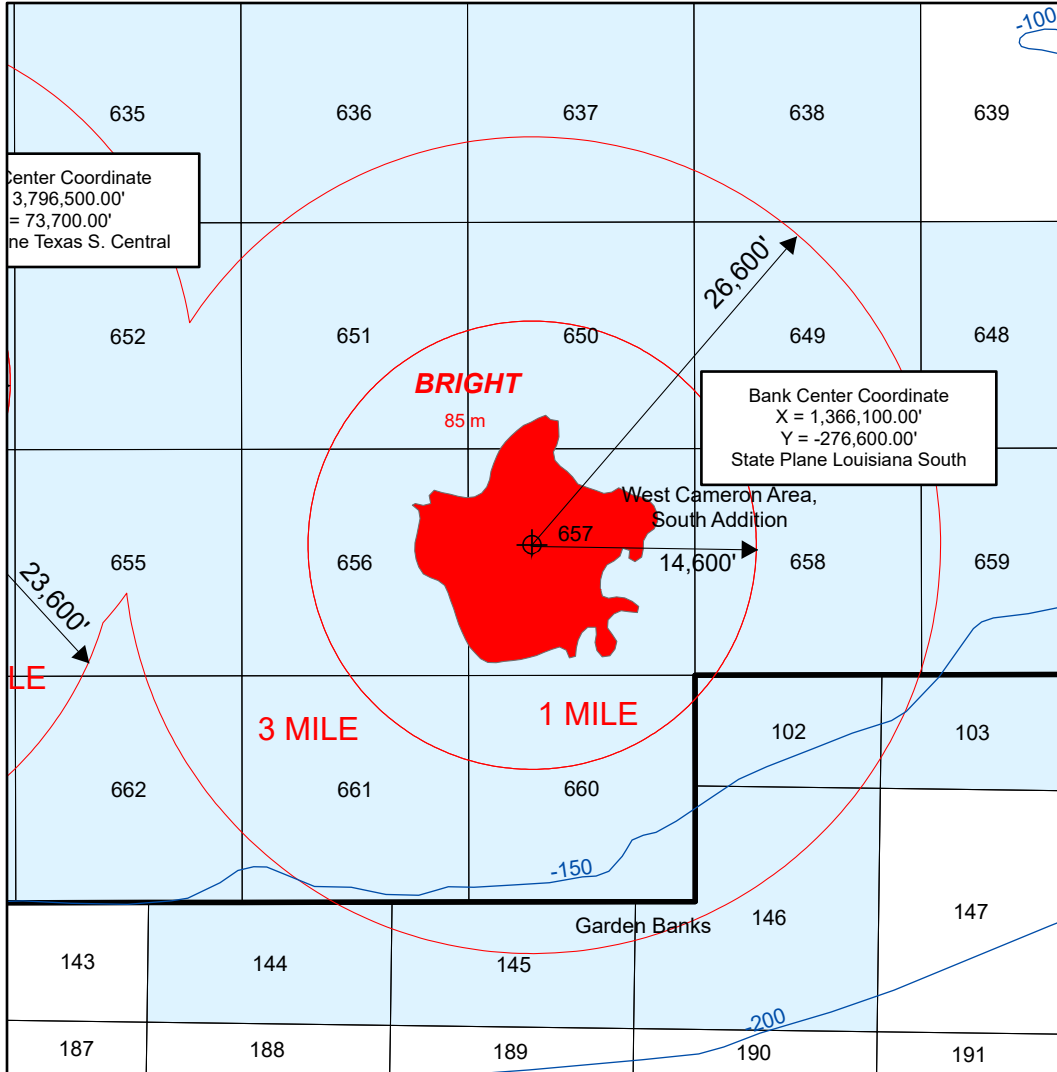 -100
635
636
637
638
639
Center Coordinate
3,796,500.00'
= 73,700.00'
ne Texas S. Central
26,600'
652
651
650
649
648
BRIGHT
85 m
Bank Center Coordinate
X = 1,366,100.00'
Y = -276,600.00'
State Plane Louisiana South
West Cameron Area,
South Addition
655
656
657
14,600'
658
659
23,600'
LE
3 MILE
1 MILE
102
103
662
661
660
-150
Garden Banks
146
147
143
144
145
-200
187
188
189
190
191